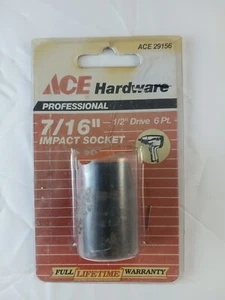 ACE 29156
ACE Hardware
PROFESSIONAL
7/16" 1/2" Drive 6 Pt.
IMPACT SOCKET
FULL LIFETIME WARRANTY